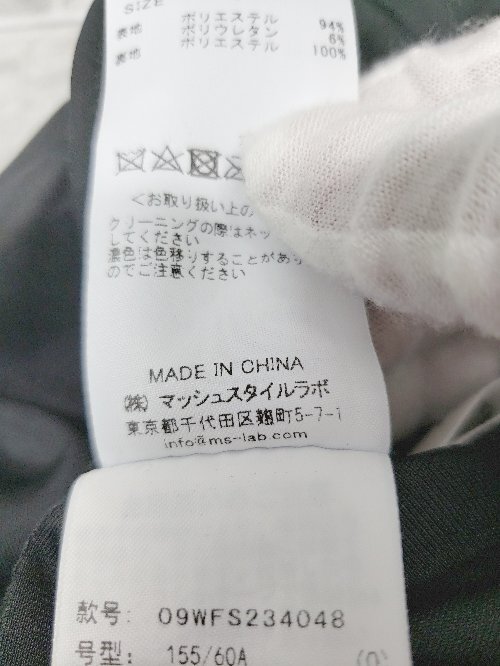 SIZE
表地 ポリエステル 94%
ポリウレタン 6%
裏地 ポリエステル 100%
<お取り扱い上の
クリーニングの際はネッ
してください
濃色は色移りすることがあり
のでご注意ください
MADE IN CHINA
(株)マッシュスタイルラボ
東京都千代田区麹町5-7-1
info@ms-lab.com
款号: 09WFS234048
号型: 155/60A (0